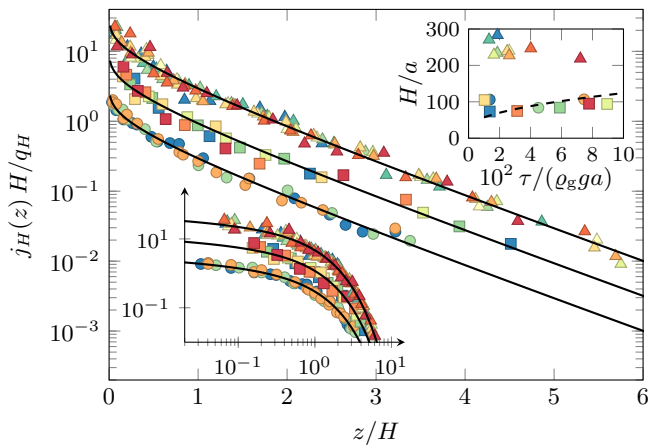 10^1
10^0
10^{-1}
10^{-2}
10^{-3}
j_H(z) H/q_H
0 1 2 3 4 5 6
z/H
300
200
100
0
H/a
0 2 4 6 8 10
10^2 τ/(ϱ_g ga)
10^1
10^{-1}
10^{-1} 10^0 10^1